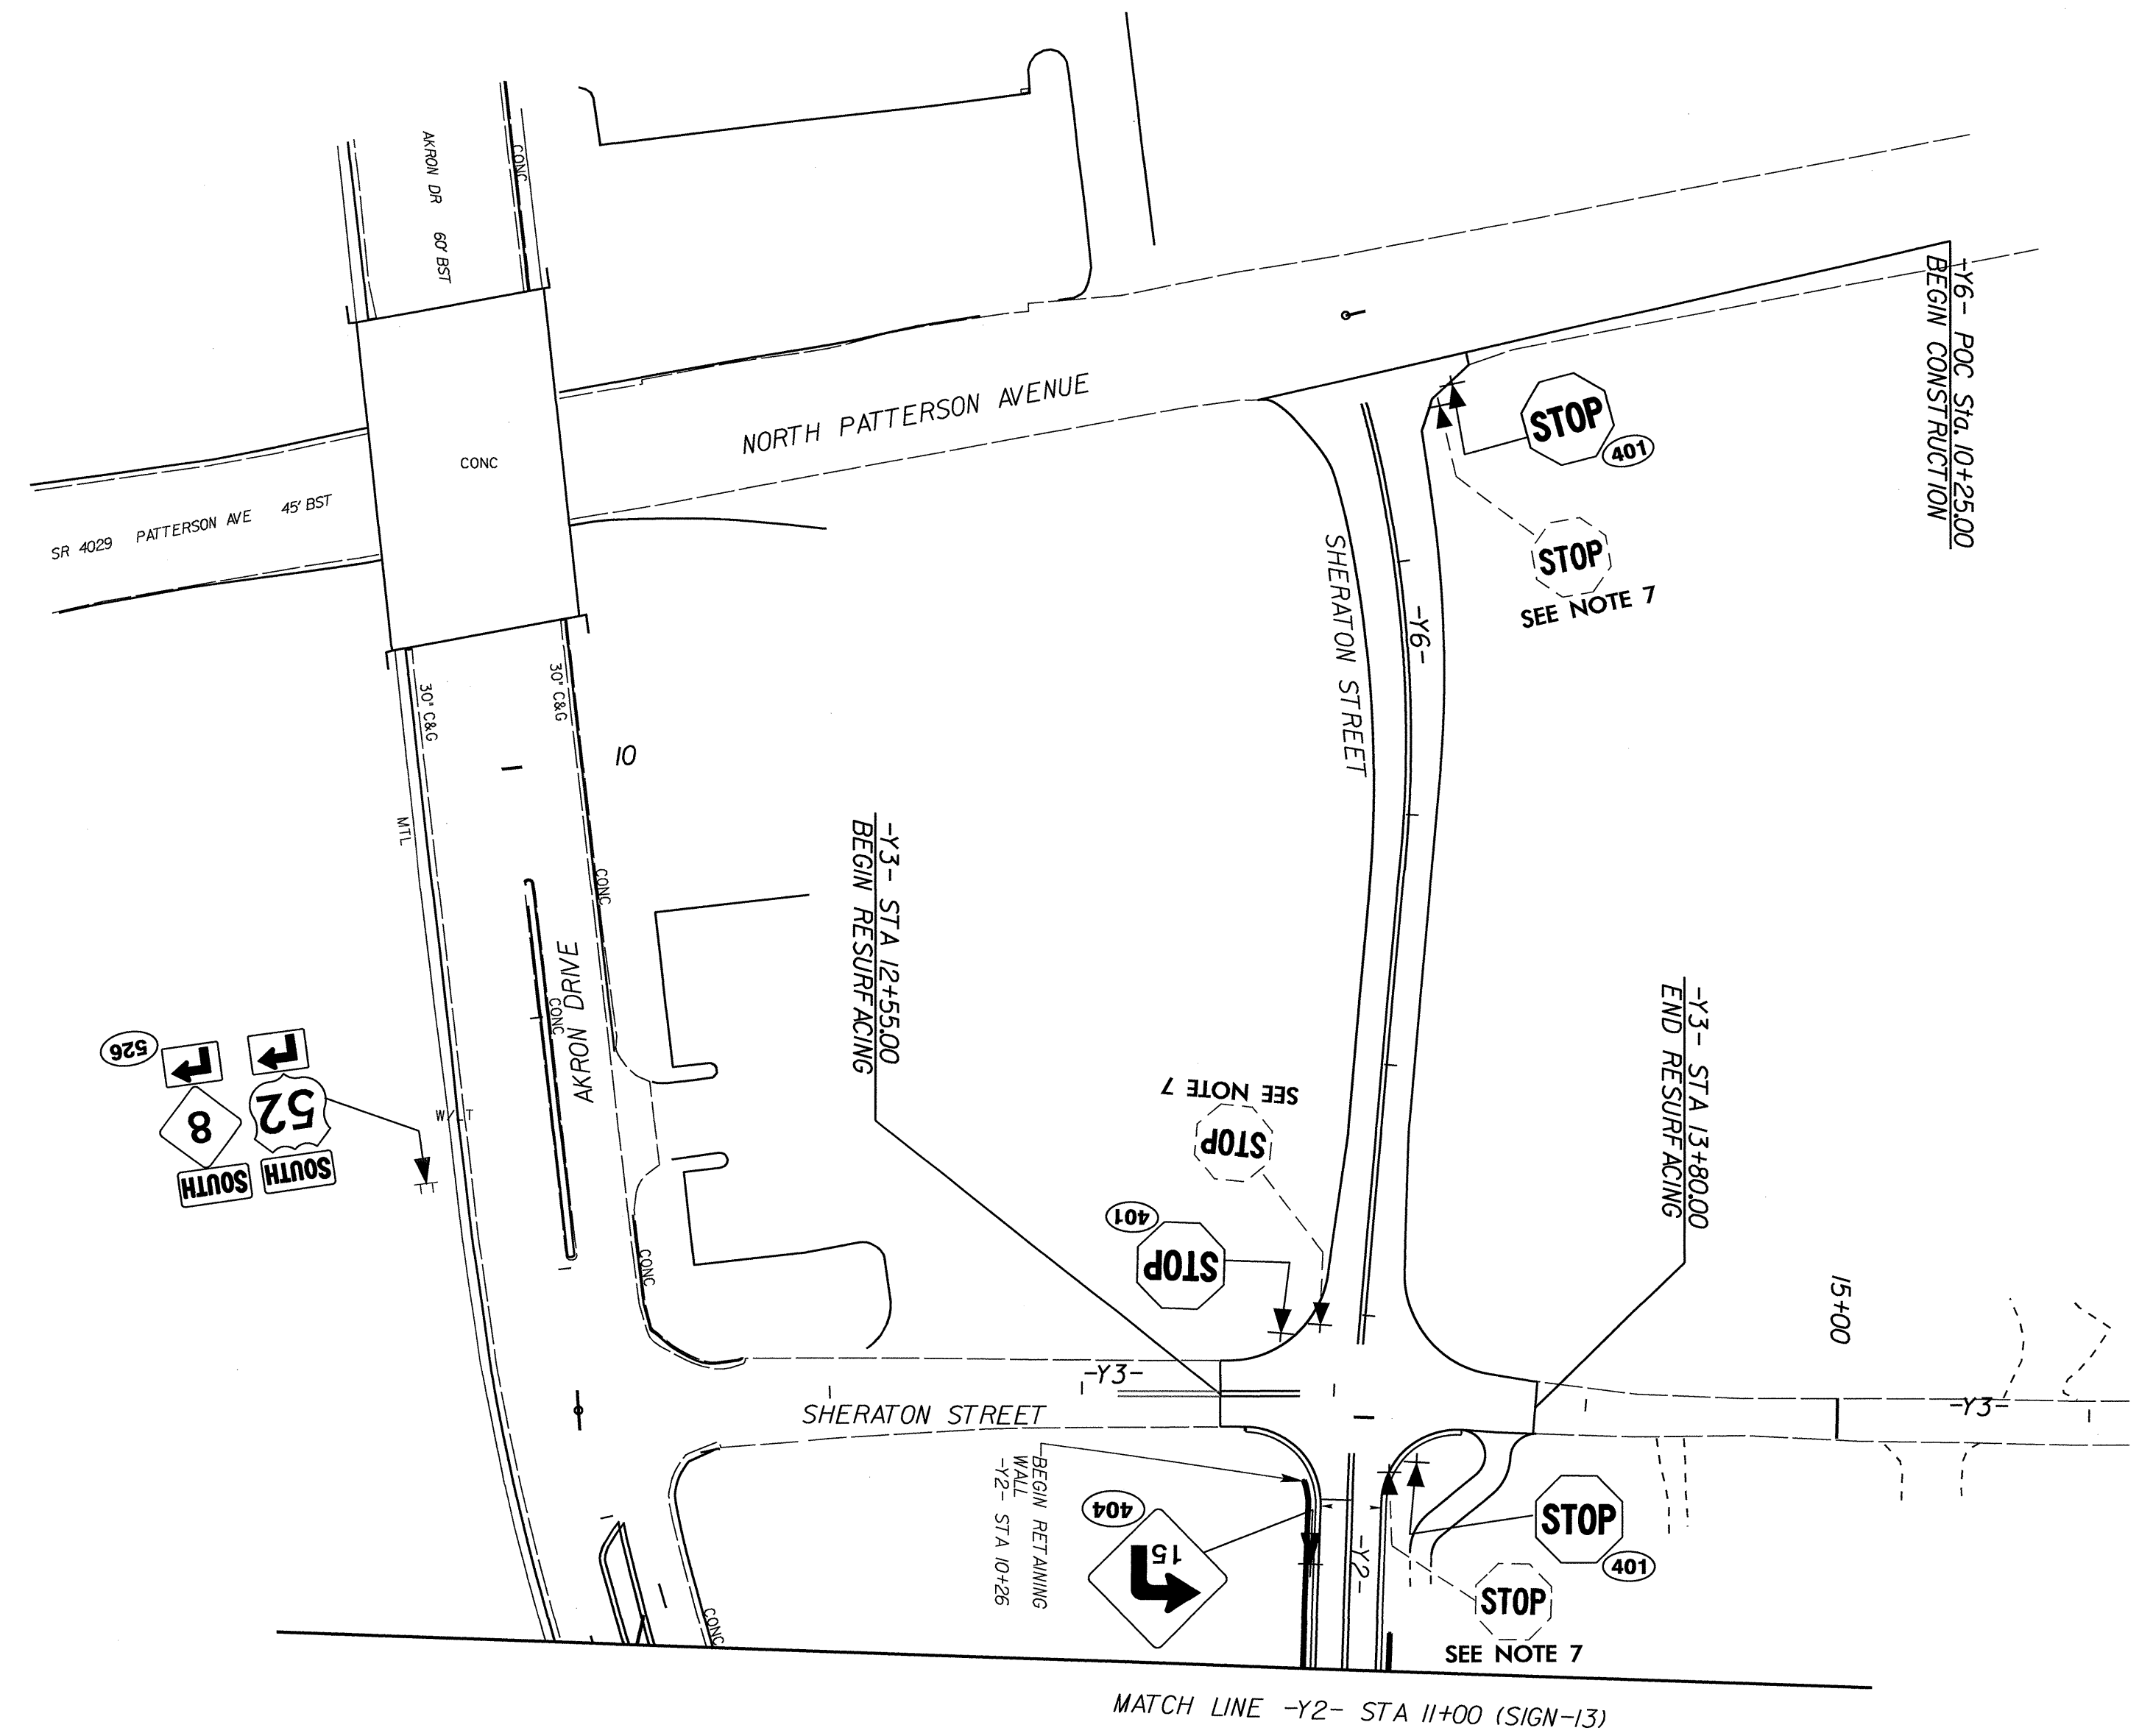 AKRON DR 60' BST
CONC
-Y6- POC Sta. 10+25.00
BEGIN CONSTRUCTION
NORTH PATTERSON AVENUE
STOP
401
CONC
SR 4029 PATTERSON AVE 45' BST
STOP
SEE NOTE 7
SHERATON STREET
-Y6-
30" C&G
30" C&G
10
MTL
-Y3- STA 12+55.00
BEGIN RESURFACING
CONC
AKRON DRIVE
CONC
-Y3- STA 13+80.00
END RESURFACING
526
8
SOUTH
52
SOUTH
W/LT
SEE NOTE 7
STOP
401
STOP
CONC
15+00
-Y3-
SHERATON STREET
-Y3-
BEGIN RETAINING
WALL
-Y2- STA 10+26
404
15
-Y2-
STOP
401
STOP
SEE NOTE 7
CONC
MATCH LINE -Y2- STA 11+00 (SIGN-13)